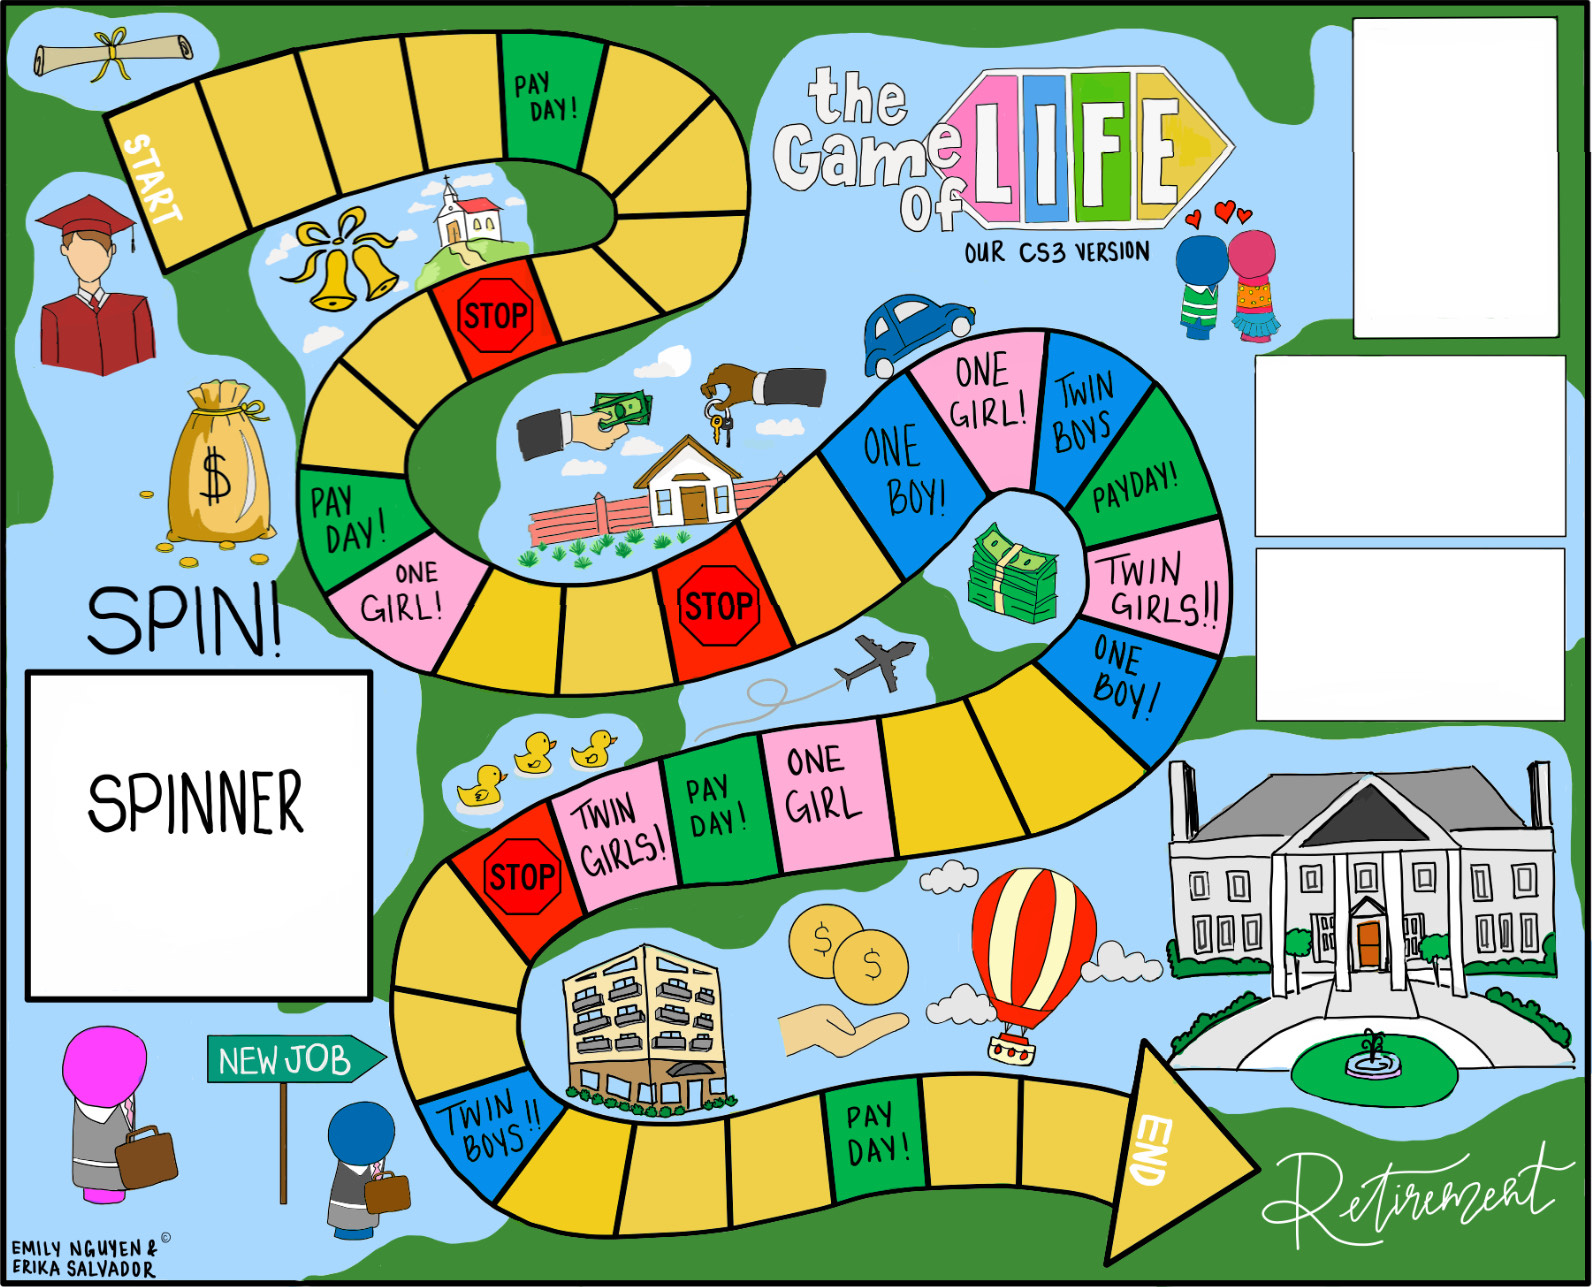 the
Game
of
LIFE
OUR CS3 VERSION
START
PAY
DAY!
STOP
PAY
DAY!
ONE
GIRL!
STOP
ONE
BOY!
ONE
GIRL!
TWIN
BOYS
PAYDAY!
TWIN
GIRLS!!
ONE
BOY!
ONE
GIRL
PAY
DAY!
TWIN
GIRLS!
STOP
TWIN
BOYS!!
PAY
DAY!
END
Retirement
$
SPIN!
SPINNER
$
$
NEW JOB
EMILY NGUYEN & ©
ERIKA SALVADOR